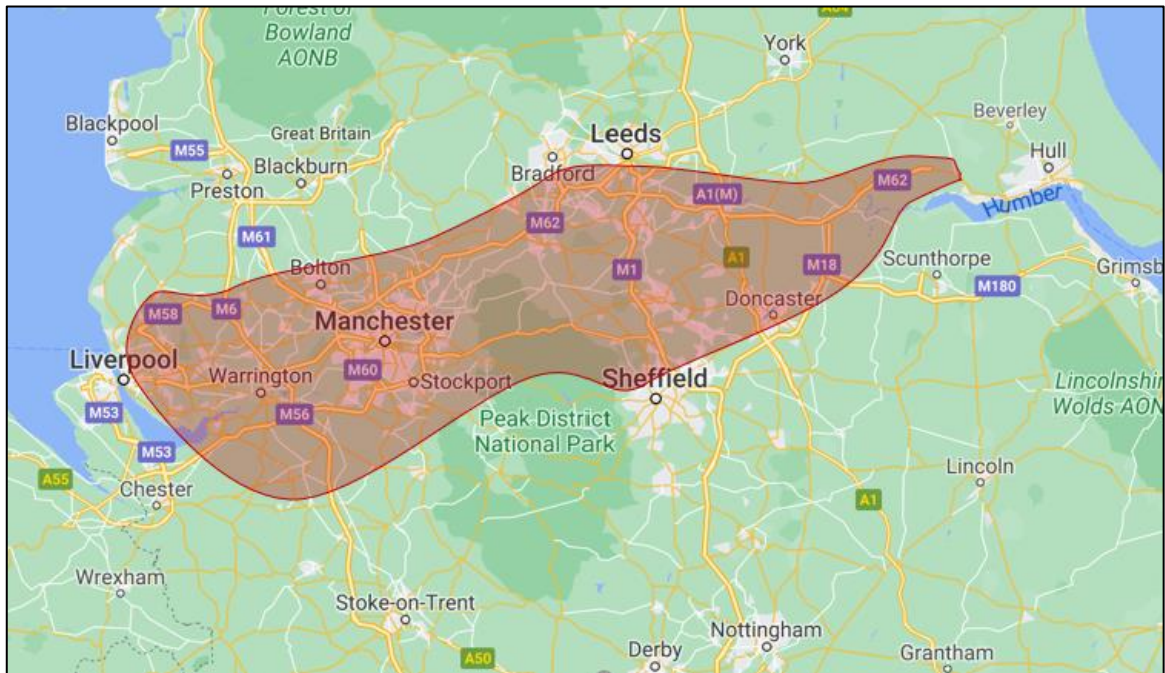 Forest of
Bowland
AONB
A64
York
Blackpool
M55
Great Britain
Leeds
Beverley
Preston
Blackburn
Bradford
Hull
M61
M62
A1(M)
M62
Humber
Bolton
M1
A1
M18
Scunthorpe
M180
Grimsb
M58
M6
Manchester
Doncaster
Liverpool
Warrington
M60
Stockport
Sheffield
Lincolnshir
Wolds AON
M53
M56
Peak District
National Park
M53
A55
Chester
Lincoln
A1
Wrexham
Stoke-on-Trent
Nottingham
A50
Derby
Grantham